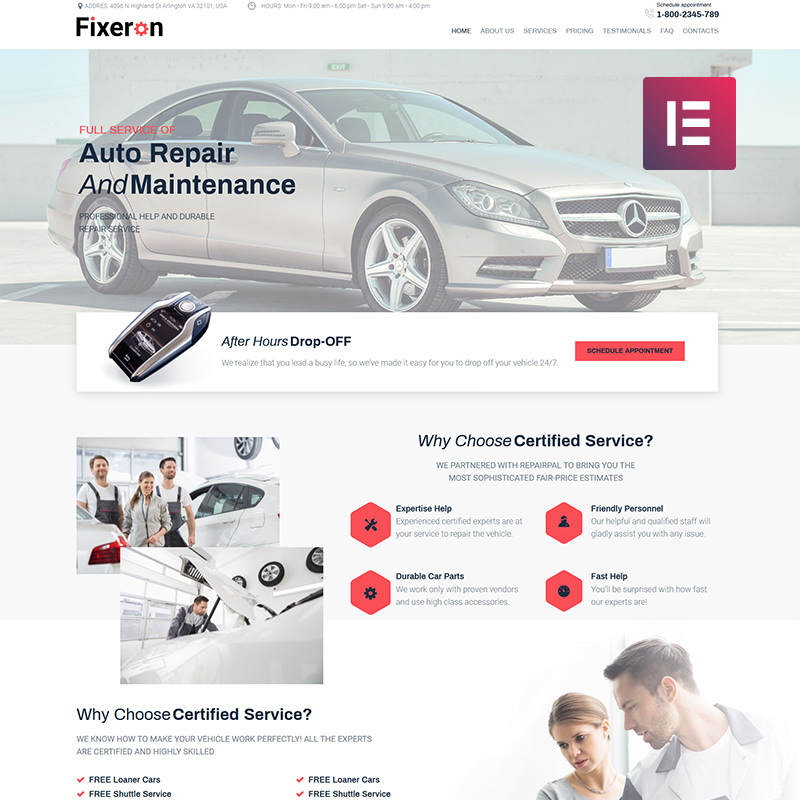 ADDRES: 4096 N Highland St Arlington VA 32101, USA
HOURS: Mon - Fri 9:00 am - 6:00 pm Sat - Sun 9:00 am - 4:00 pm
Schedule appointment
1-800-2345-789
Fixeron
HOME ABOUT US SERVICES PRICING TESTIMONIALS FAQ CONTACTS
EXIT
FULL SERVICE OF
Auto Repair
And Maintenance
PROFESSIONAL HELP AND DURABLE
REPAIR SERVICE
After Hours Drop-OFF
We realize that you lead a busy life, so we've made it easy for you to drop off your vehicle 24/7.
SCHEDULE APPOINTMENT
Why Choose Certified Service?
WE PARTNERED WITH REPAIRPAL TO BRING YOU THE
MOST SOPHISTICATED FAIR-PRICE ESTIMATES
Expertise Help
Experienced certified experts are at
your service to repair the vehicle.
Friendly Personnel
Our helpful and qualified staff will
gladly assist you with any issue.
Durable Car Parts
We work only with proven vendors
and use high class accessories.
Fast Help
You'll be surprised with how fast
our experts are!
Why Choose Certified Service?
WE KNOW HOW TO MAKE YOUR VEHICLE WORK PERFECTLY! ALL THE EXPERTS
ARE CERTIFIED AND HIGHLY SKILLED
FREE Loaner Cars
FREE Loaner Cars
FREE Shuttle Service
FREE Shuttle Service